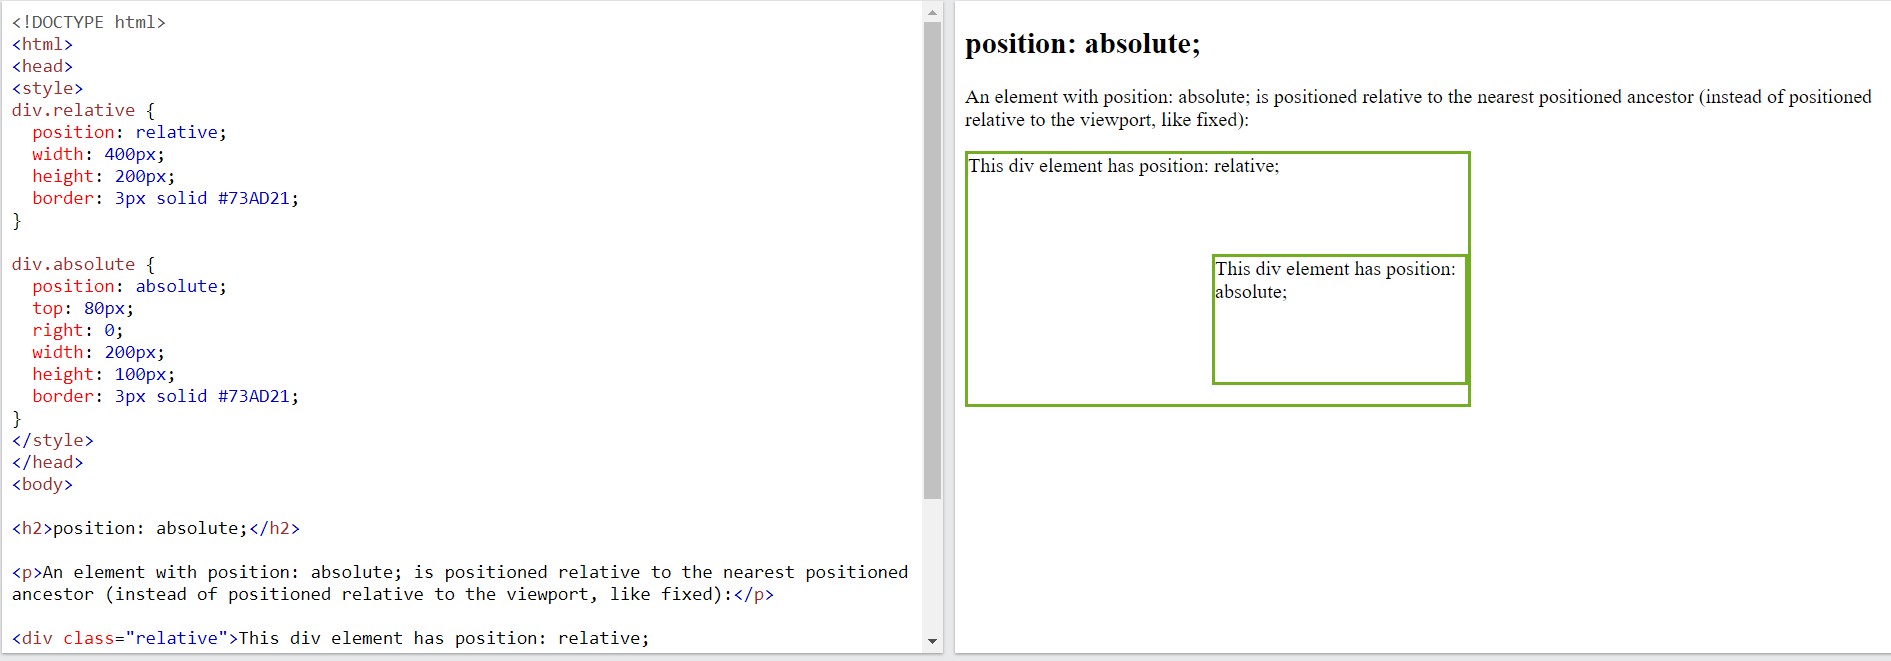 <!DOCTYPE html>
<html>
<head>
<style>
div.relative {
  position: relative;
  width: 400px;
  height: 200px;
  border: 3px solid #73AD21;
}

div.absolute {
  position: absolute;
  top: 80px;
  right: 0;
  width: 200px;
  height: 100px;
  border: 3px solid #73AD21;
}
</style>
</head>
<body>

<h2>position: absolute;</h2>

<p>An element with position: absolute; is positioned relative to the nearest positioned
ancestor (instead of positioned relative to the viewport, like fixed):</p>

<div class="relative">This div element has position: relative;
position: absolute;
An element with position: absolute; is positioned relative to the nearest positioned ancestor (instead of positioned
relative to the viewport, like fixed):
This div element has position: relative;
This div element has position:
absolute;